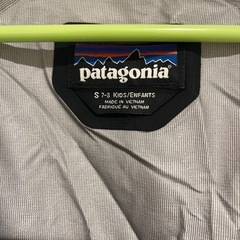 patagonia
S 7-8 KIDS/ENFANTS
MADE IN VIETNAM
FABRIQUÉ AU VIETNAM